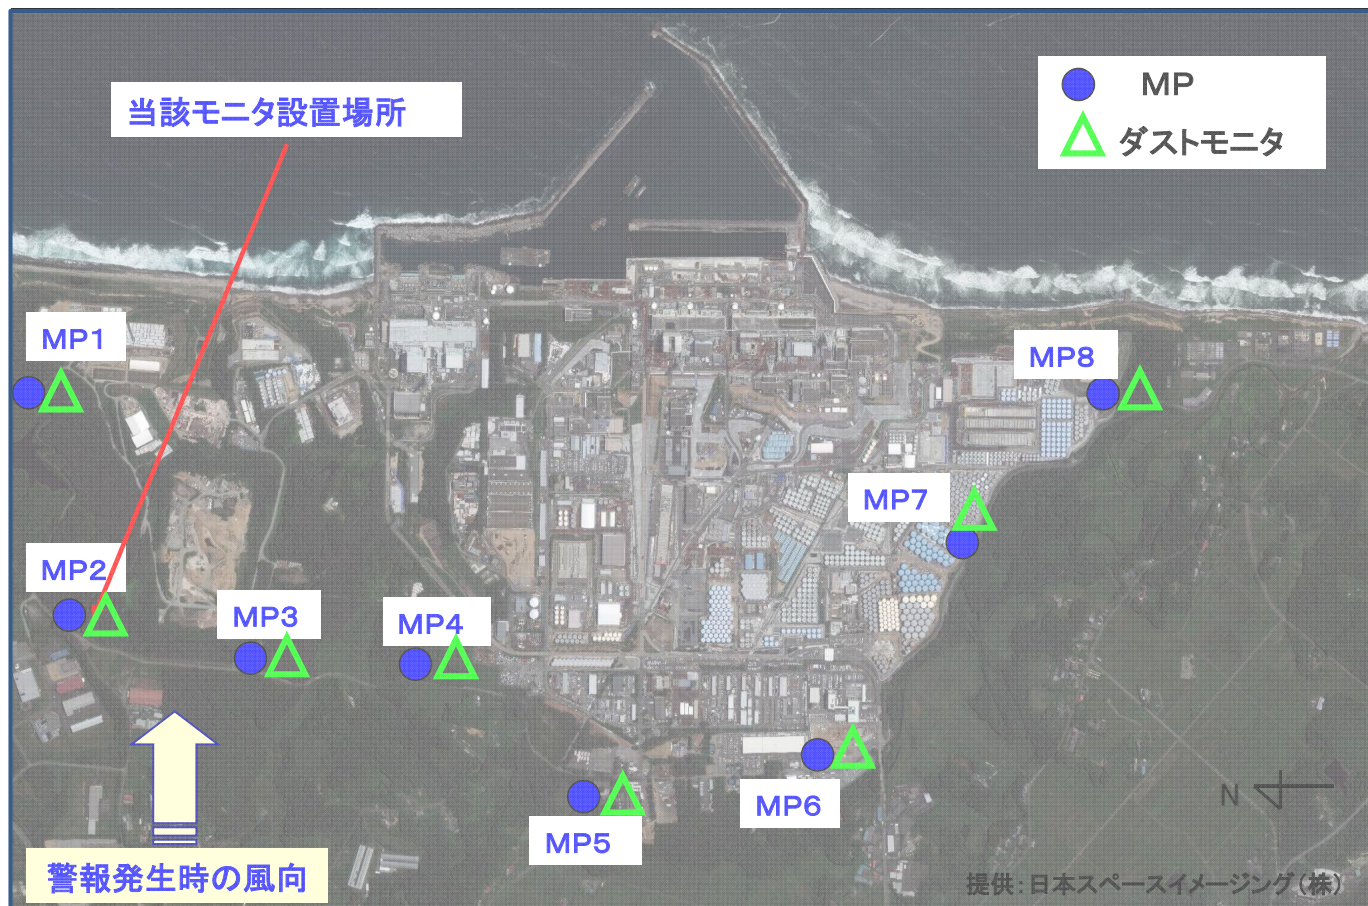 当該モニタ設置場所
MP
ダストモニタ
MP1
MP8
MP7
MP2
MP3
MP4
MP6
MP5
N
警報発生時の風向
提供：日本スペースイメージング（株）